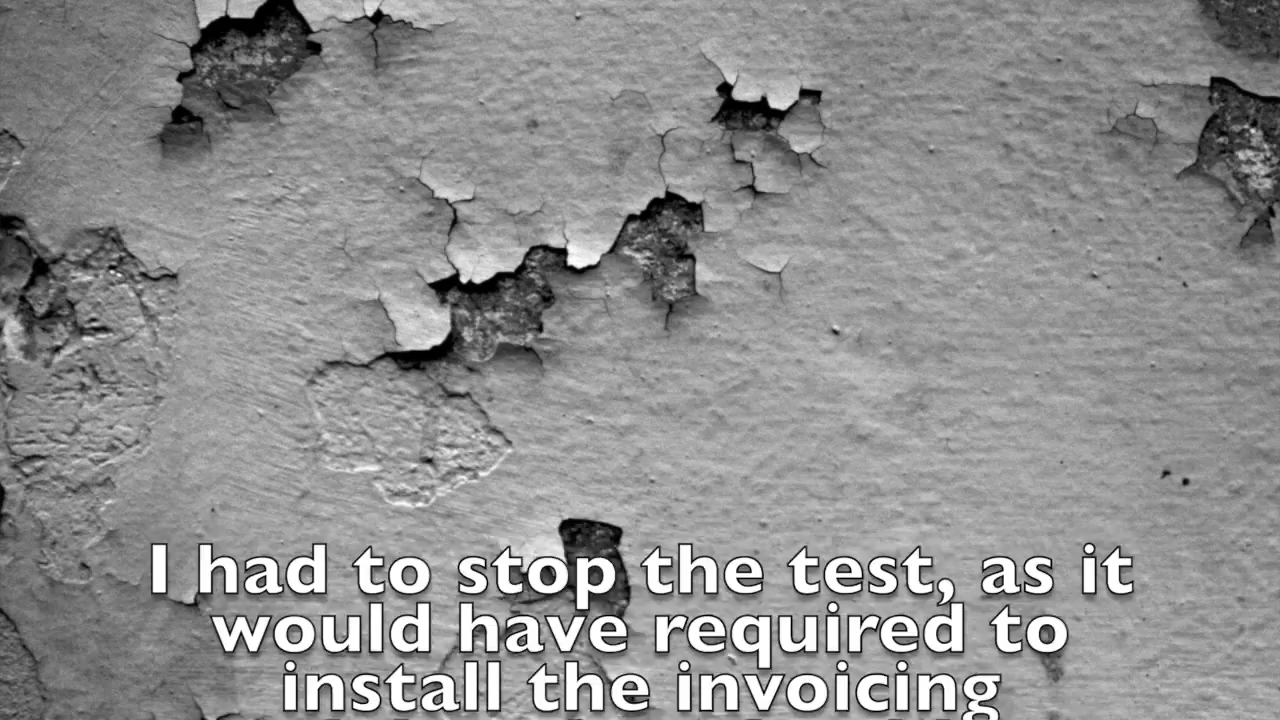 I had to stop the test, as it
would have required to
install the invoicing